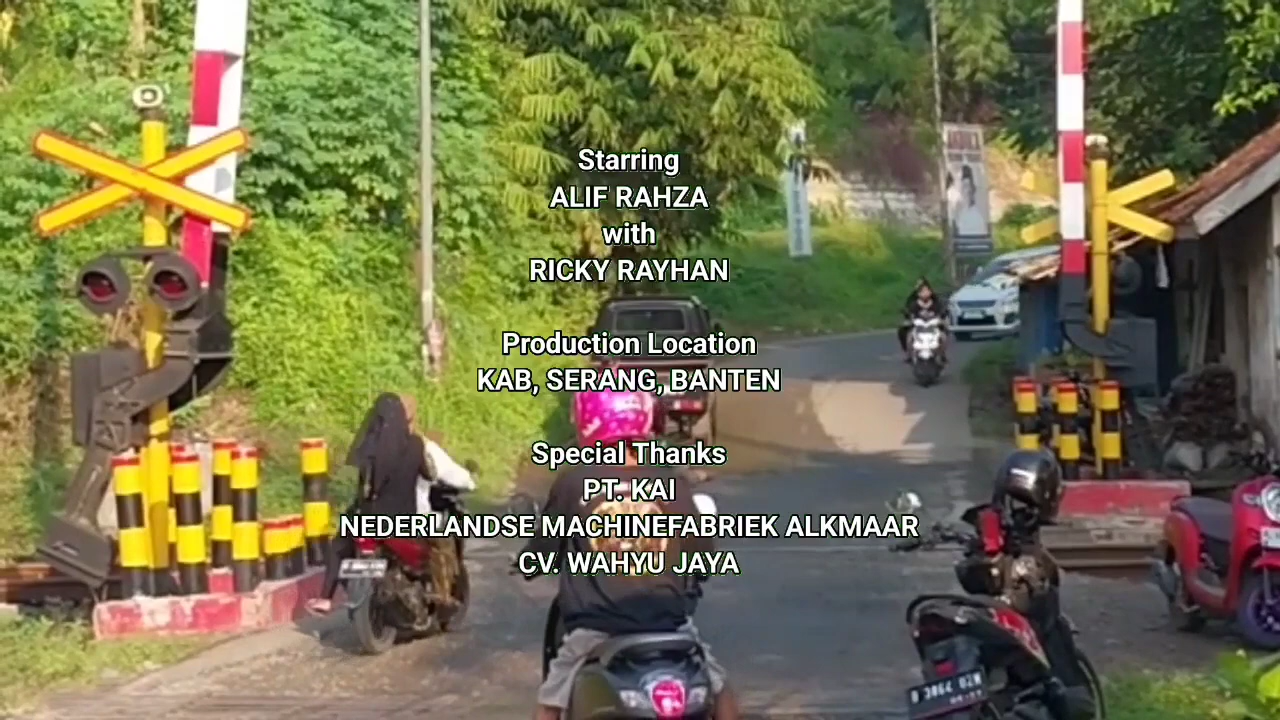 Starring
ALIF RAHZA
with
RICKY RAYHAN
Production Location
KAB, SERANG, BANTEN
Special Thanks
PT. KAI
NEDERLANDSE MACHINEFABRIEK ALKMAAR
CV. WAHYU JAYA